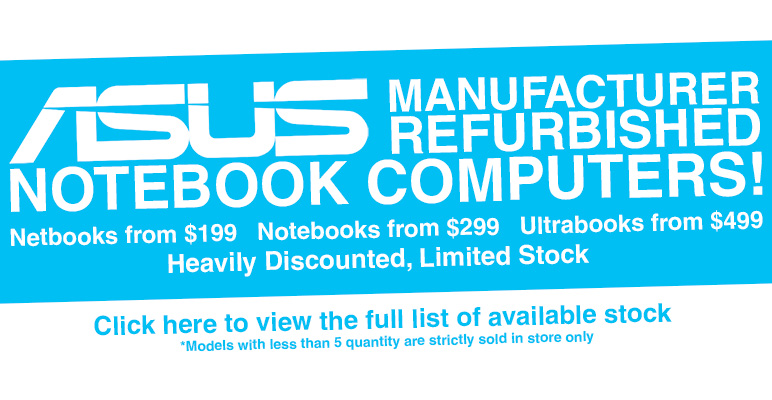 ASUS MANUFACTURER
REFURBISHED
NOTEBOOK COMPUTERS!
Netbooks from $199 Notebooks from $299 Ultrabooks from $499
Heavily Discounted, Limited Stock
Click here to view the full list of available stock
*Models with less than 5 quantity are strictly sold in store only